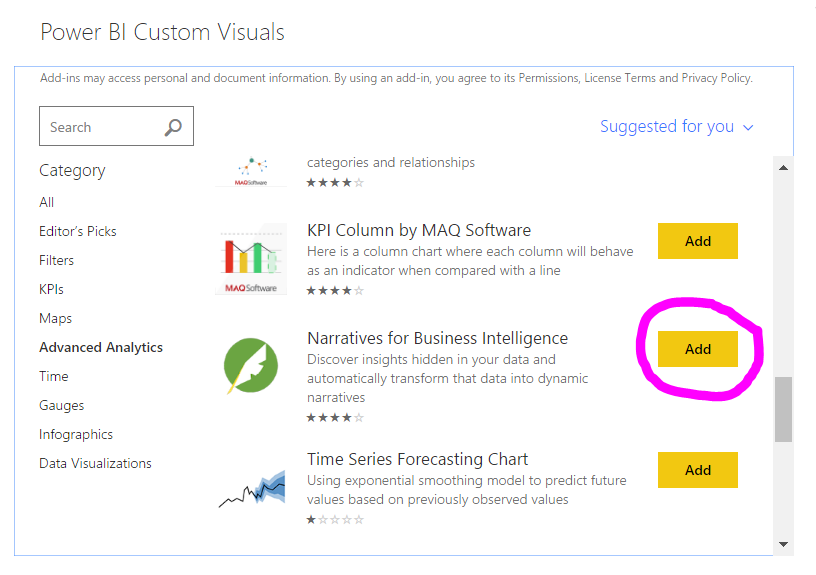 Power BI Custom Visuals
Add-ins may access personal and document information. By using an add-in, you agree to its Permissions, License Terms and Privacy Policy.
Search
Suggested for you
Category
All
Editor's Picks
Filters
KPIs
Maps
Advanced Analytics
Time
Gauges
Infographics
Data Visualizations
categories and relationships
MAQSoftware
KPI Column by MAQ Software
Here is a column chart where each column will behave
as an indicator when compared with a line
MAQSoftware
Add
Narratives for Business Intelligence
Discover insights hidden in your data and
automatically transform that data into dynamic
narratives
Add
Time Series Forecasting Chart
Using exponential smoothing model to predict future
values based on previously observed values
Add